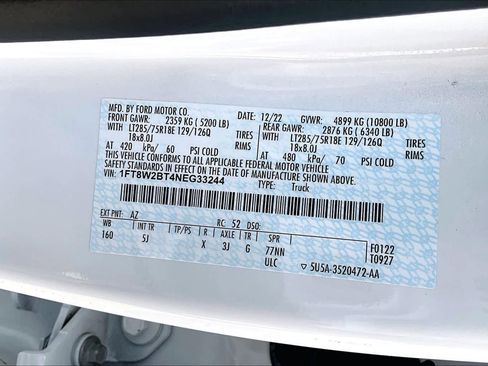 MFD. BY FORD MOTOR CO. DATE: 12/22 GVWR: 4899 KG (10800 LB)
FRONT GAWR: 2359 KG ( 5200 LB) REAR GAWR: 2876 KG ( 6340 LB)
WITH LT285/75R18E 129/126Q TIRES WITH LT285/75R18E 129/126Q TIRES
18x8.0J RIMS 18x8.0J RIMS
AT 420 kPa/ 60 PSI COLD AT 480 kPa/ 70 PSI COLD
THIS VEHICLE CONFORMS TO ALL APPLICABLE FEDERAL MOTOR VEHICLE
SAFETY STANDARDS IN EFFECT ON THE DATE OF MANUFACTURE SHOWN ABOVE.
VIN: 1FT8W2BT4NEG33244 TYPE: Truck
EXT PNT: AZ RC: 52 DSO: F0122
WB INT TR TP/PS R AXLE TR SPR T0927
160 5J X 3J G 77NN
ULC 5U5A-3520472-AA